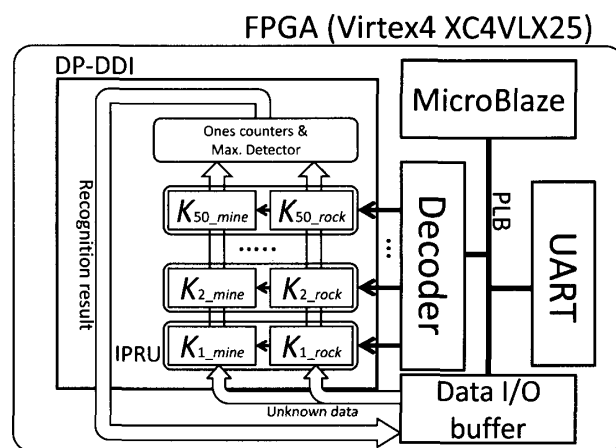 FPGA (Virtex4 XC4VLX25)
DP-DDI
MicroBlaze
Ones counters &
Max. Detector
Recognition result
K50_mine
K50_rock
......
...
K2_mine
K2_rock
IPRU
K1_mine
K1_rock
Decoder
PLB
UART
Unknown data
Data I/O
buffer